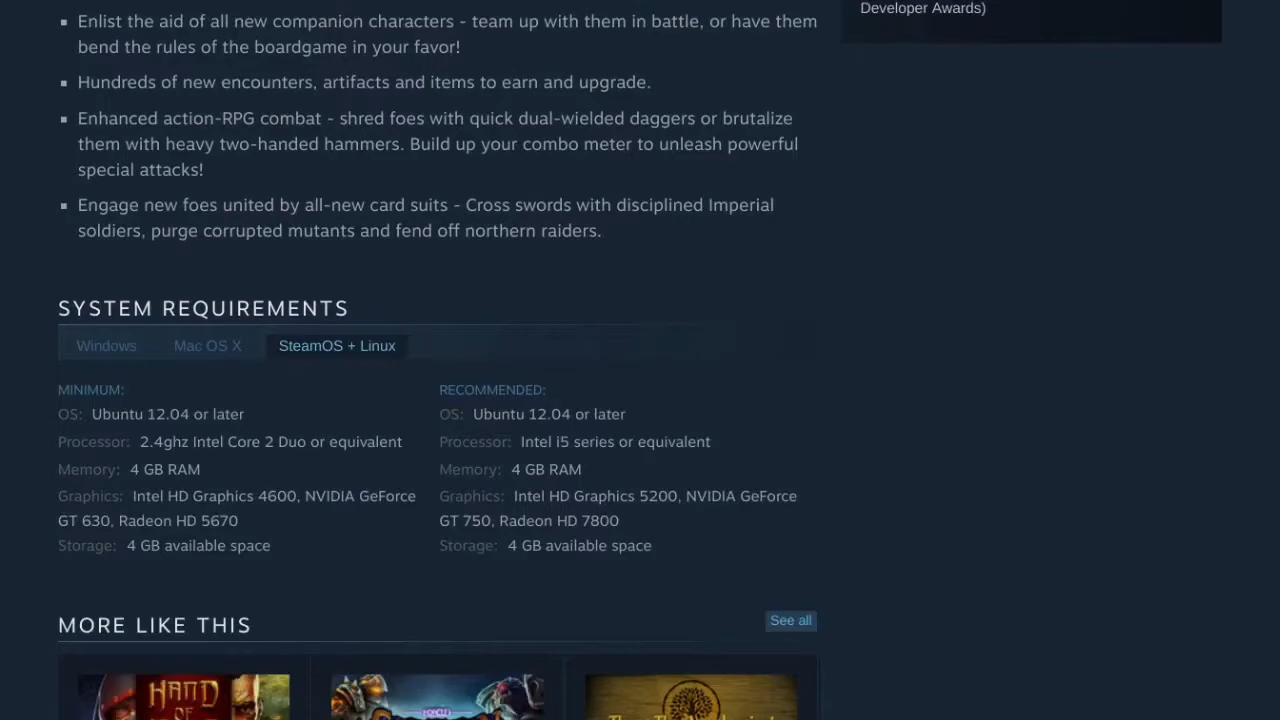 Developer Awards)
Enlist the aid of all new companion characters - team up with them in battle, or have them
bend the rules of the boardgame in your favor!
Hundreds of new encounters, artifacts and items to earn and upgrade.
Enhanced action-RPG combat - shred foes with quick dual-wielded daggers or brutalize
them with heavy two-handed hammers. Build up your combo meter to unleash powerful
special attacks!
Engage new foes united by all-new card suits - Cross swords with disciplined Imperial
soldiers, purge corrupted mutants and fend off northern raiders.
SYSTEM REQUIREMENTS
Windows Mac OS X SteamOS + Linux
MINIMUM:
OS: Ubuntu 12.04 or later
Processor: 2.4ghz Intel Core 2 Duo or equivalent
Memory: 4 GB RAM
Graphics: Intel HD Graphics 4600, NVIDIA GeForce
GT 630, Radeon HD 5670
Storage: 4 GB available space
RECOMMENDED:
OS: Ubuntu 12.04 or later
Processor: Intel i5 series or equivalent
Memory: 4 GB RAM
Graphics: Intel HD Graphics 5200, NVIDIA GeForce
GT 750, Radeon HD 7800
Storage: 4 GB available space
MORE LIKE THIS
See all
HAND
OF